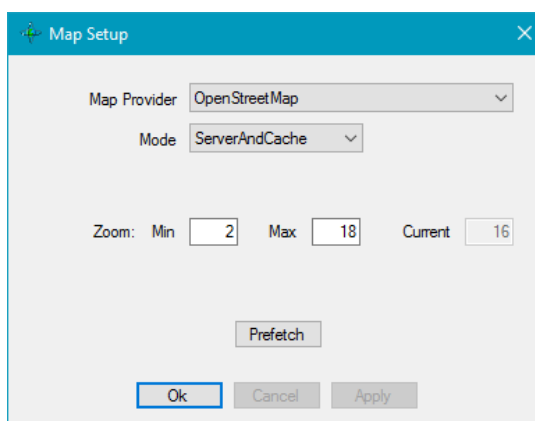 Map Setup
Map Provider OpenStreetMap
Mode ServerAndCache
Zoom: Min 2 Max 18 Current 16
Prefetch
Ok Cancel Apply